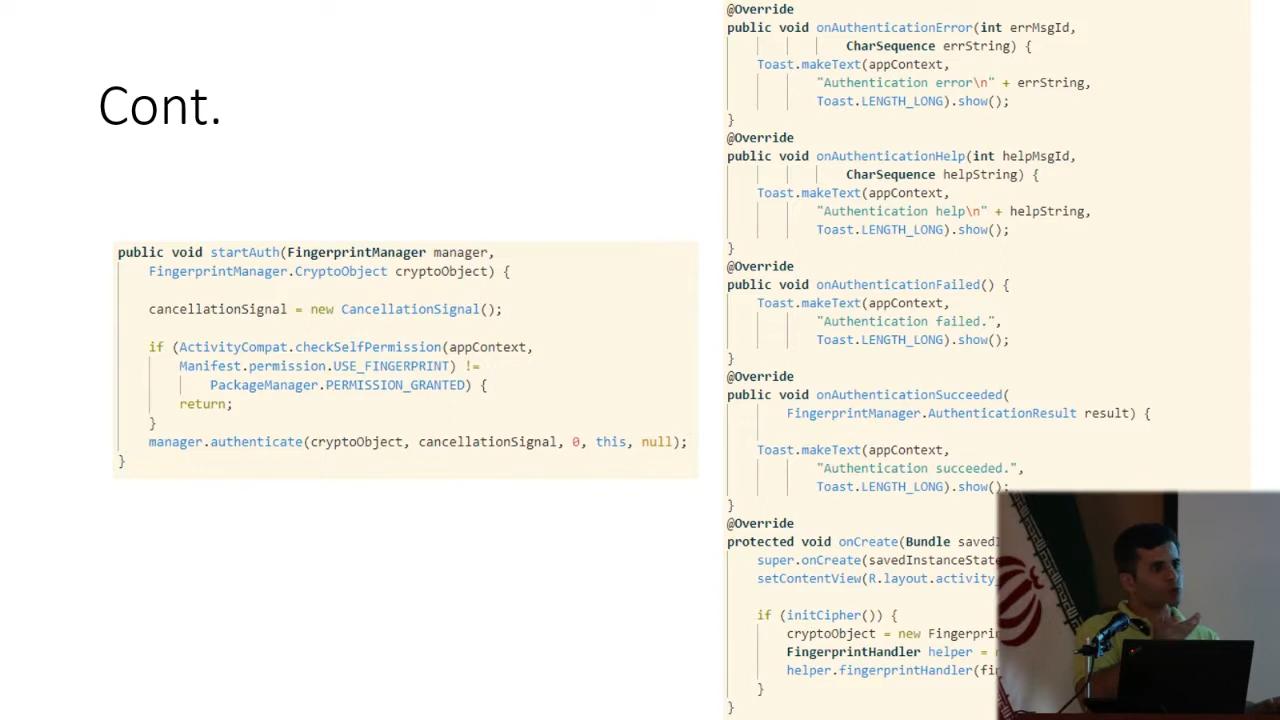 Cont.
public void startAuth(FingerprintManager manager,
FingerprintManager.CryptoObject cryptoObject) {
cancellationSignal = new CancellationSignal();
if (ActivityCompat.checkSelfPermission(appContext,
Manifest.permission.USE_FINGERPRINT) !=
PackageManager.PERMISSION_GRANTED) {
return;
}
manager.authenticate(cryptoObject, cancellationSignal, 0, this, null);
}
@Override
public void onAuthenticationError(int errMsgId,
CharSequence errString) {
Toast.makeText(appContext,
"Authentication error\n" + errString,
Toast.LENGTH_LONG).show();
}
@Override
public void onAuthenticationHelp(int helpMsgId,
CharSequence helpString) {
Toast.makeText(appContext,
"Authentication help\n" + helpString,
Toast.LENGTH_LONG).show();
}
@Override
public void onAuthenticationFailed() {
Toast.makeText(appContext,
"Authentication failed.",
Toast.LENGTH_LONG).show();
}
@Override
public void onAuthenticationSucceeded(
FingerprintManager.AuthenticationResult result) {
Toast.makeText(appContext,
"Authentication succeeded.",
Toast.LENGTH_LONG).show();
}
@Override
protected void onCreate(Bundle
super.onCreate(
setContentView(R.layout.
if (initCipher()) {
cryptoObject = new
FingerprintHandler helper =
helper.fingerprintHandler(
}
}